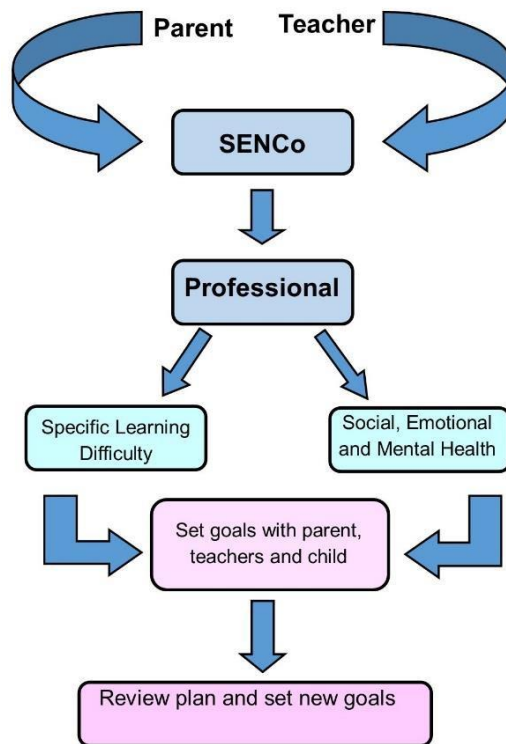 Parent
Teacher
SENCo
Professional
Specific Learning
Difficulty
Social, Emotional
and Mental Health
Set goals with parent,
teachers and child
Review plan and set new goals